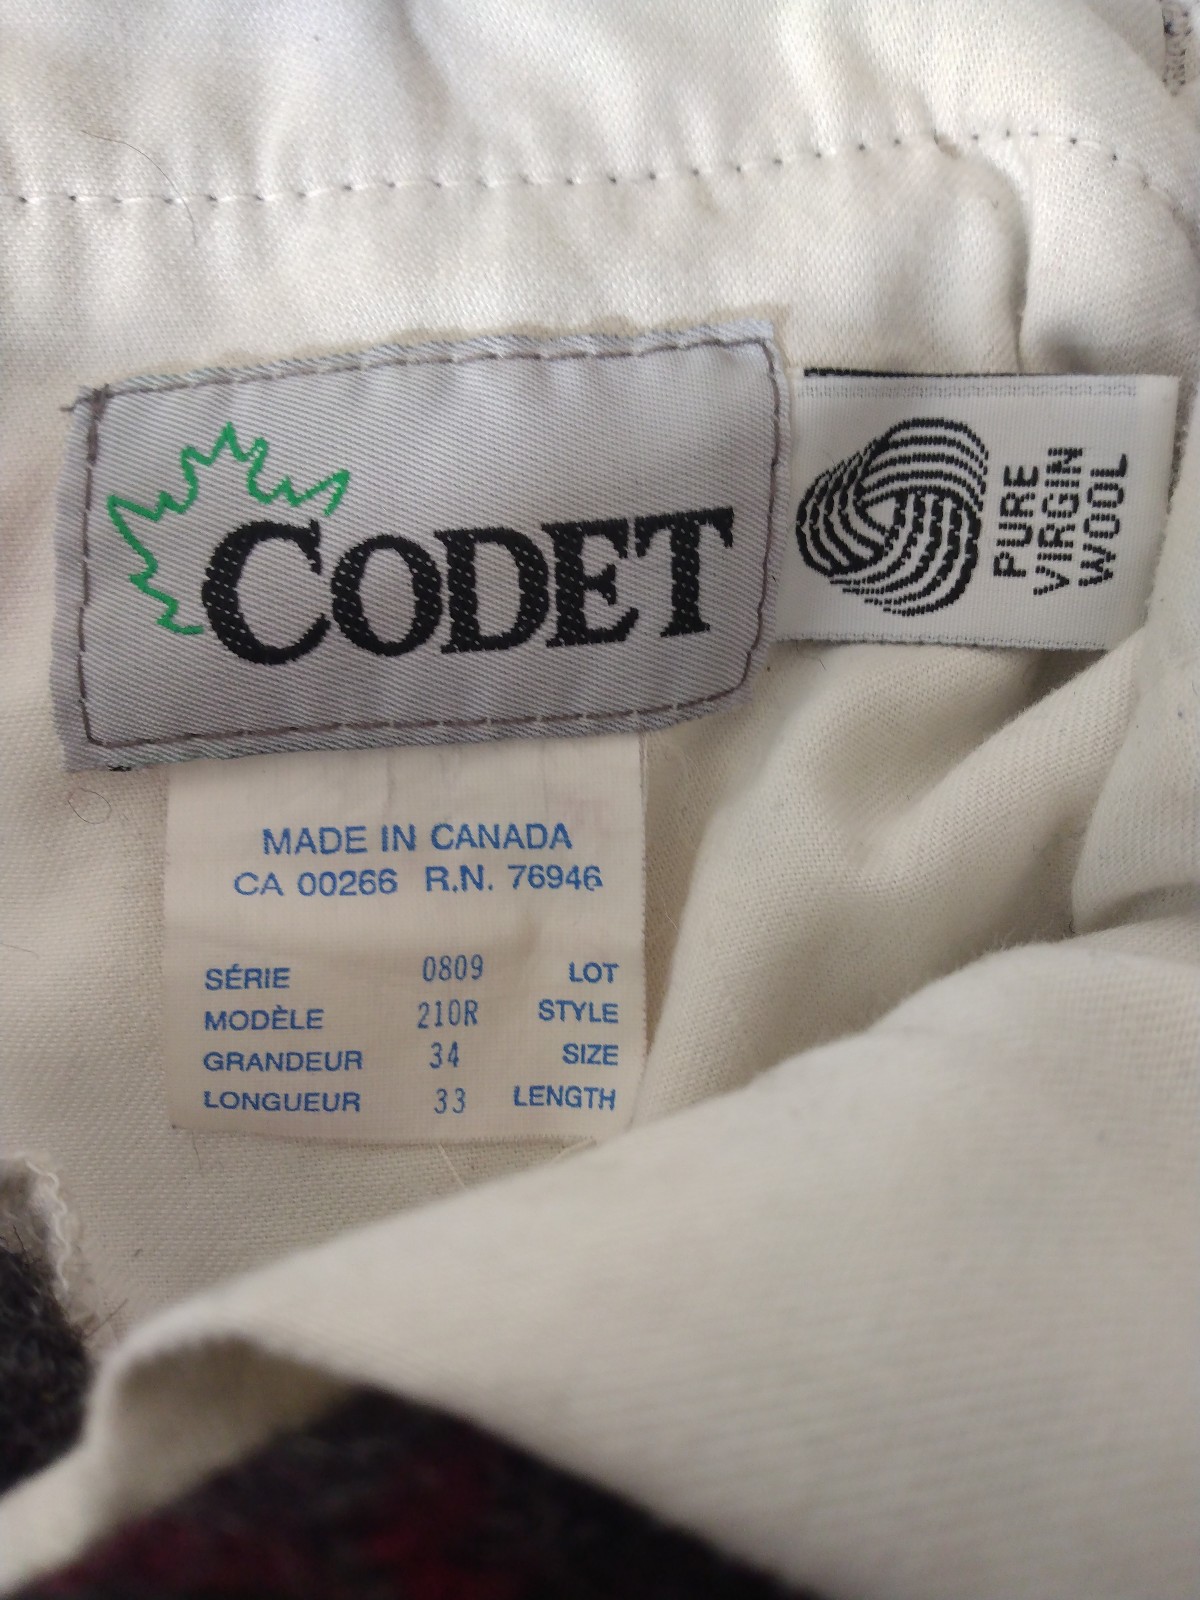 CODET
PURE
VIRGIN
WOOL
MADE IN CANADA
CA 00266 R.N. 76946
SÉRIE 0809 LOT
MODÈLE 210R STYLE
GRANDEUR 34 SIZE
LONGUEUR 33 LENGTH